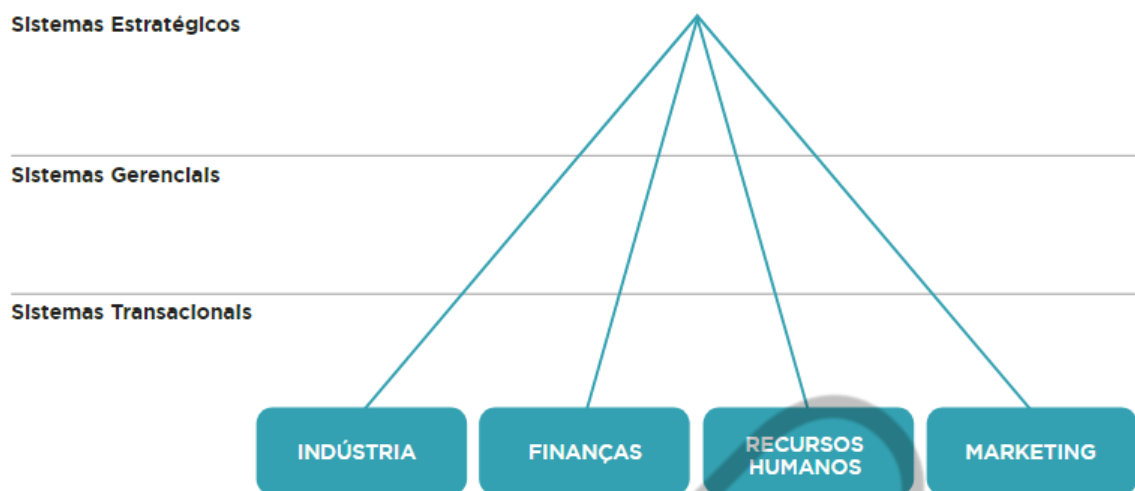 Sistemas Estratégicos
Sistemas Gerenciais
Sistemas Transacionais
INDÚSTRIA
FINANÇAS
RECURSOS
HUMANOS
MARKETING